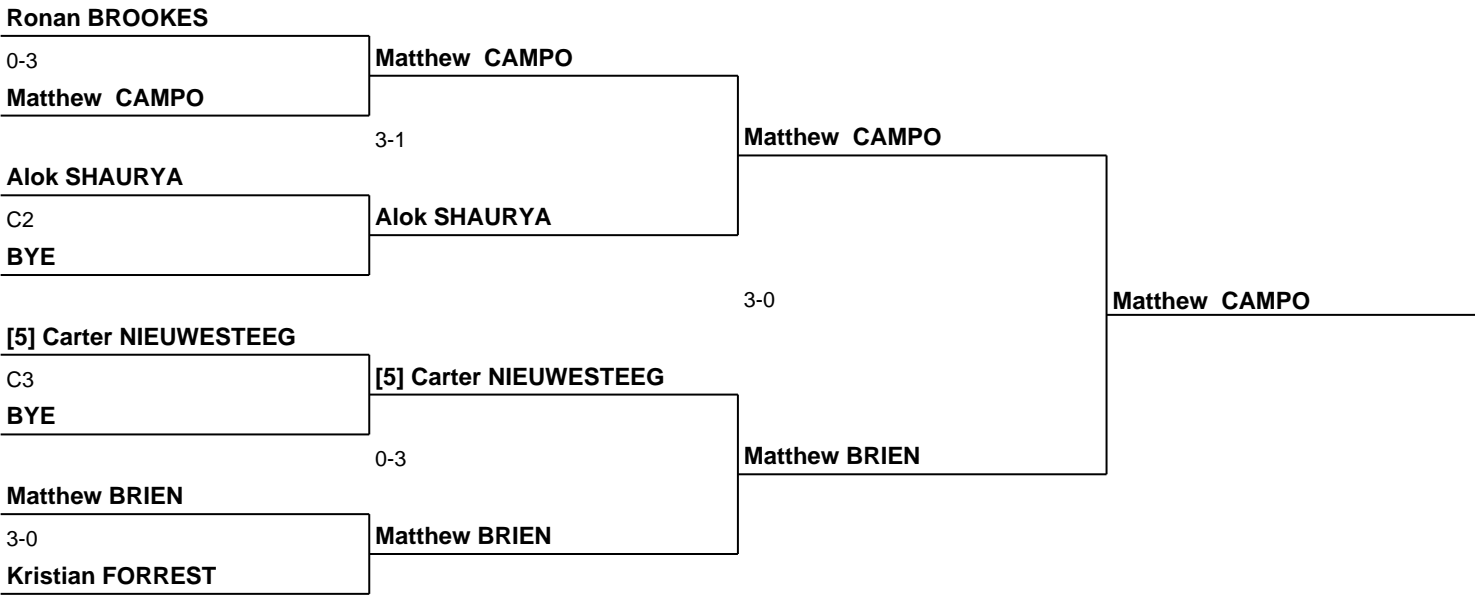 Ronan BROOKES
0-3
Matthew  CAMPO
Matthew  CAMPO
3-1
Matthew  CAMPO
Alok SHAURYA
C2
Alok SHAURYA
BYE
3-0
Matthew  CAMPO
[5] Carter NIEUWESTEEG
C3
[5] Carter NIEUWESTEEG
BYE
0-3
Matthew BRIEN
Matthew BRIEN
3-0
Matthew BRIEN
Kristian FORREST